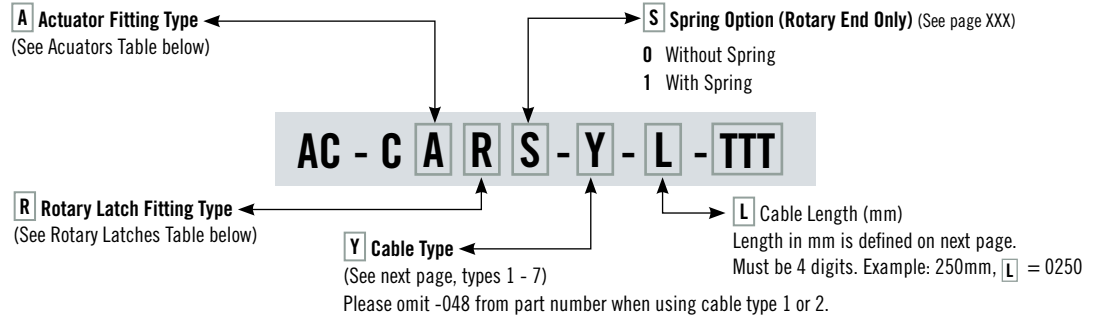 A Actuator Fitting Type
(See Acuators Table below)
S Spring Option (Rotary End Only) (See page XXX)
0 Without Spring
1 With Spring
AC - C A R S - Y - L - TTT
R Rotary Latch Fitting Type
(See Rotary Latches Table below)
Y Cable Type
(See next page, types 1 - 7)
Please omit -048 from part number when using cable type 1 or 2.
L Cable Length (mm)
Length in mm is defined on next page.
Must be 4 digits. Example: 250mm, L = 0250